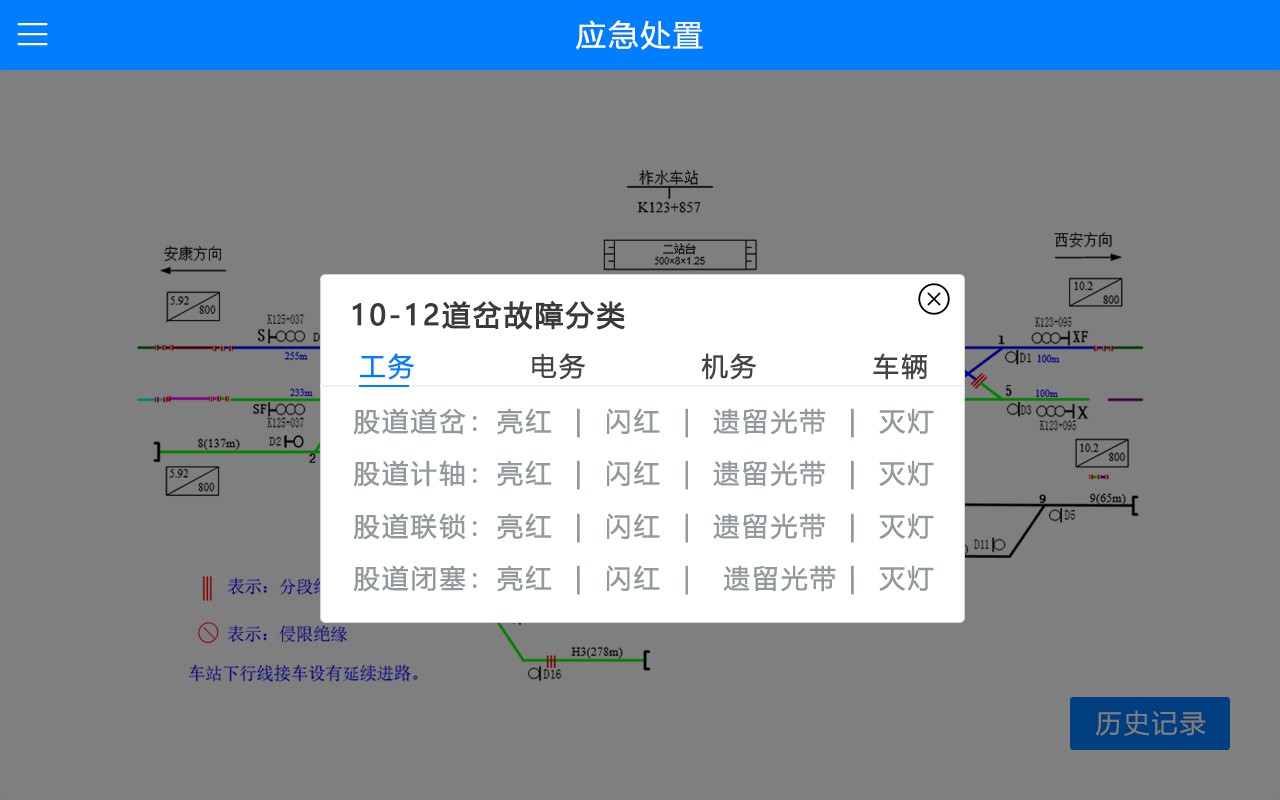 应急处置
柞水车站
K123+857
二站台
500×8×1.25
安康方向
西安方向
5.92
800
10.2
800
K125+037
S
D
255m
K123+095
XF
1
D1
100m
10-12道岔故障分类
工务 电务 机务 车辆
股道道岔：亮红 | 闪红 | 遗留光带 | 灭灯
股道计轴：亮红 | 闪红 | 遗留光带 | 灭灯
股道联锁：亮红 | 闪红 | 遗留光带 | 灭灯
股道闭塞：亮红 | 闪红 | 遗留光带 | 灭灯
233m
SF
K125+037
5
100m
D3
X
K123+095
8(137m)
D2
2
5.92
800
10.2
800
9
9(65m)
D5
D11
表示：分段
表示：侵限绝缘
车站下行线接车设有延续进路。
H3(278m)
D16
历史记录